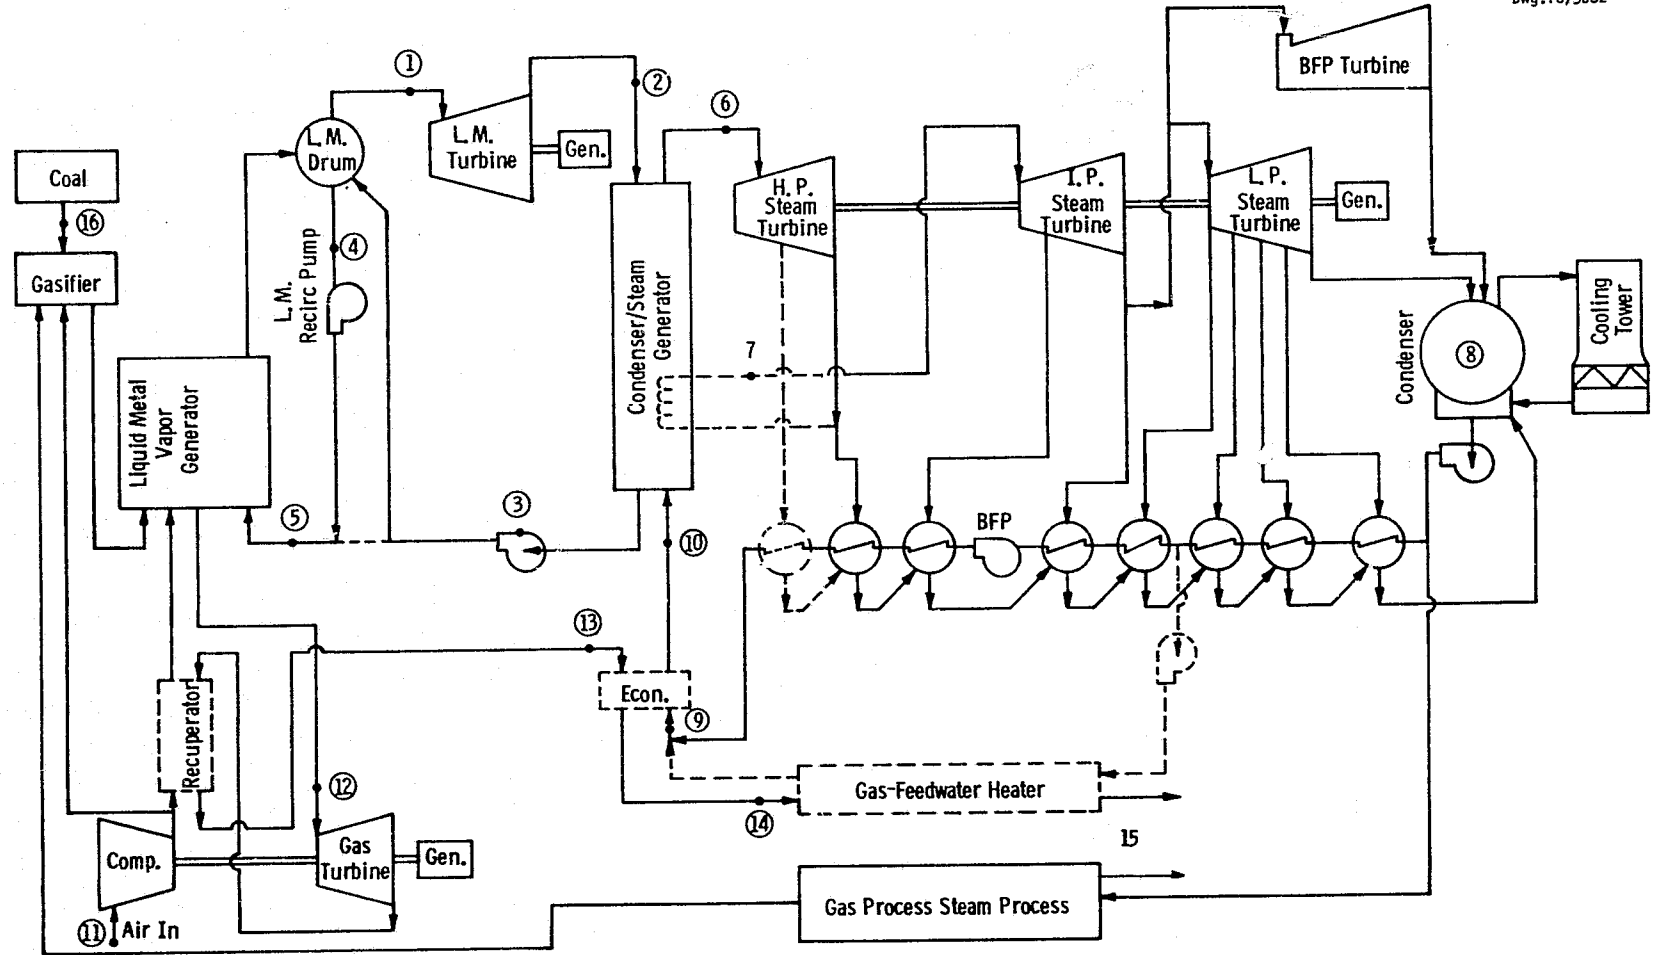 BFP Turbine
①
②
⑥
L. M.
Drum
L. M.
Turbine
Gen.
Coal
⑯
Gasifier
④
L. M.
Recirc Pump
H. P.
Steam
Turbine
I. P.
Steam
Turbine
L. P.
Steam
Turbine
Gen.
Condenser/Steam
Generator
7
Condenser
⑧
Cooling
Tower
Liquid Metal
Vapor
Generator
⑤
③
⑩
BFP
⑬
Econ.
⑨
Recuperator
⑫
Gas-Feedwater Heater
⑭
15
Comp.
Gas
Turbine
Gen.
Gas Process Steam Process
⑪
Air In